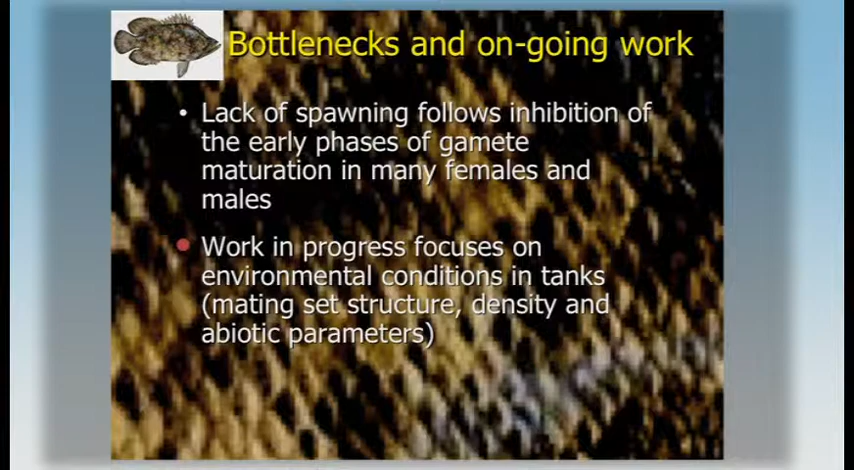 Bottlenecks and on-going work
• Lack of spawning follows inhibition of
the early phases of gamete
maturation in many females and
males
• Work in progress focuses on
environmental conditions in tanks
(mating set structure, density and
abiotic parameters)